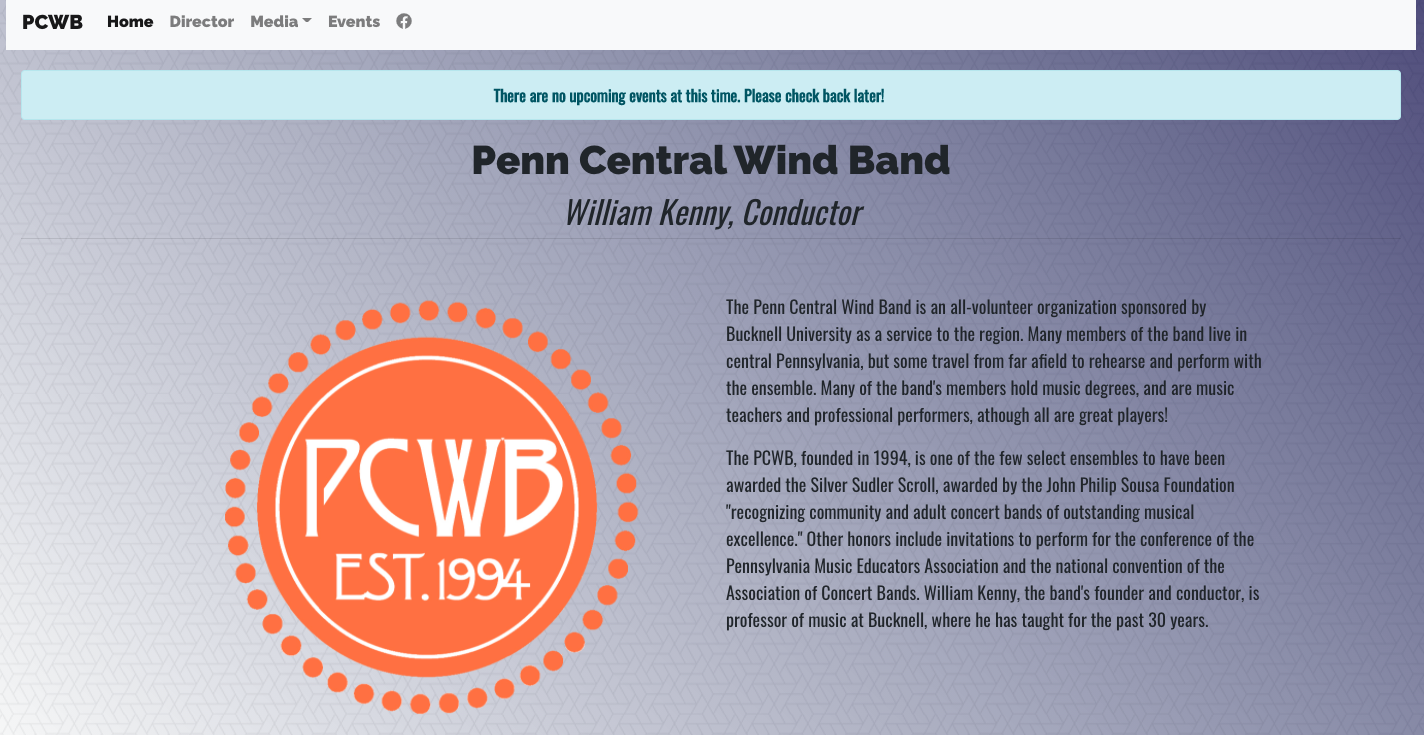 PCWB Home Director Media Events
There are no upcoming events at this time. Please check back later!
Penn Central Wind Band
William Kenny, Conductor
PCWB
EST. 1994
The Penn Central Wind Band is an all-volunteer organization sponsored by
Bucknell University as a service to the region. Many members of the band live in
central Pennsylvania, but some travel from far afield to rehearse and perform with
the ensemble. Many of the band's members hold music degrees, and are music
teachers and professional performers, athough all are great players!
The PCWB, founded in 1994, is one of the few select ensembles to have been
awarded the Silver Sudler Scroll, awarded by the John Philip Sousa Foundation
"recognizing community and adult concert bands of outstanding musical
excellence." Other honors include invitations to perform for the conference of the
Pennsylvania Music Educators Association and the national convention of the
Association of Concert Bands. William Kenny, the band's founder and conductor, is
professor of music at Bucknell, where he has taught for the past 30 years.